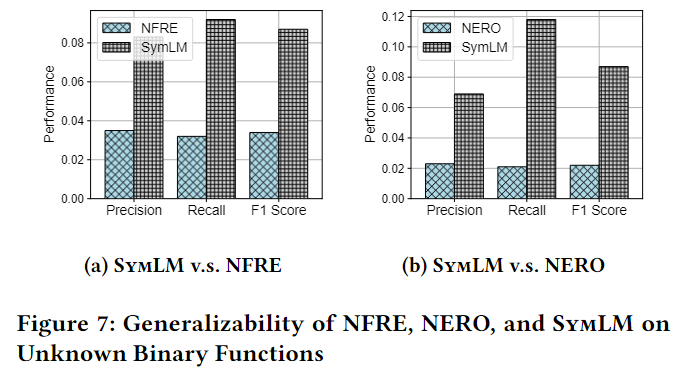 NFRE
SymLM
0.08
0.06
0.04
0.02
0.00
Performance
Precision Recall F1 Score
NERO
SymLM
0.12
0.10
0.08
0.06
0.04
0.02
0.00
Performance
Precision Recall F1 Score
(a) SYMLM v.s. NFRE
(b) SYMLM v.s. NERO
Figure 7: Generalizability of NFRE, NERO, and SYMLM on
Unknown Binary Functions